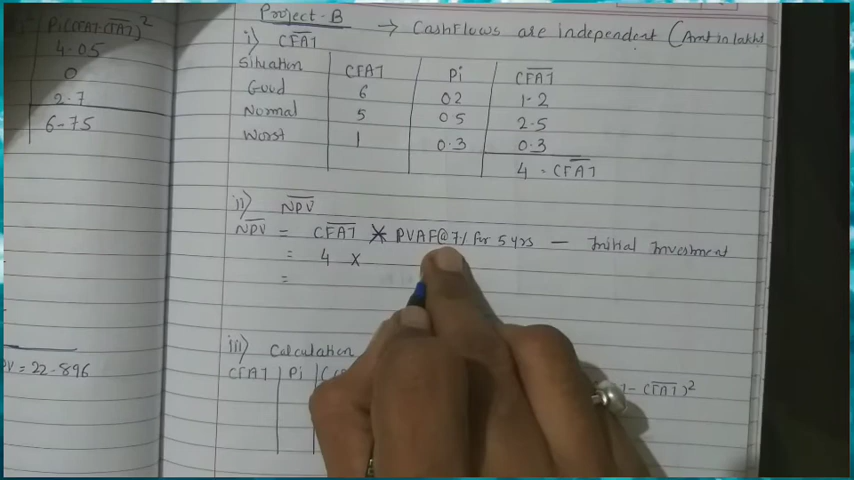 Pi(CFAT-CFAT)²
4.05
0
2.7
6.75
PV = 22.896
Project-B → CashFlows are independent (Amt in lakhs
i) CFAT
Situation CFAT Pi CFAT
Good 6 0.2 1.2
Normal 5 0.5 2.5
Worst 1 0.3 0.3
4 - CFAT
ii) NPV
NPV = CFAT * PVAF@7% for 5 yrs - Initial Investment
= 4 ×
=
iii) Calculation
CFAT Pi - CFAT)²